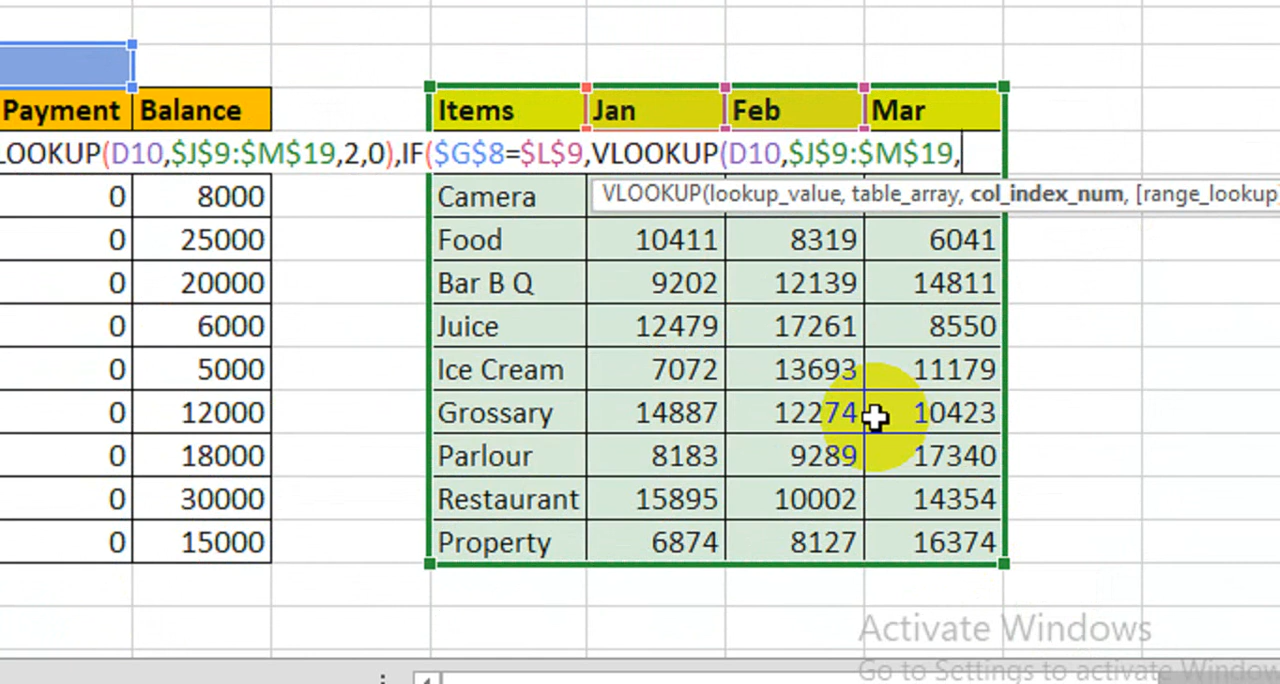 Payment Balance Items Jan Feb Mar
LOOKUP(D10,$J$9:$M$19,2,0),IF($G$8=$L$9,VLOOKUP(D10,$J$9:$M$19,
0 8000 Camera VLOOKUP(lookup_value, table_array, col_index_num, [range_lookup]
0 25000 Food 10411 8319 6041
0 20000 Bar B Q 9202 12139 14811
0 6000 Juice 12479 17261 8550
0 5000 Ice Cream 7072 13693 11179
0 12000 Grossary 14887 12274 10423
0 18000 Parlour 8183 9289 17340
0 30000 Restaurant 15895 10002 14354
0 15000 Property 6874 8127 16374
Activate Windows
Go to Settings to activate Windows